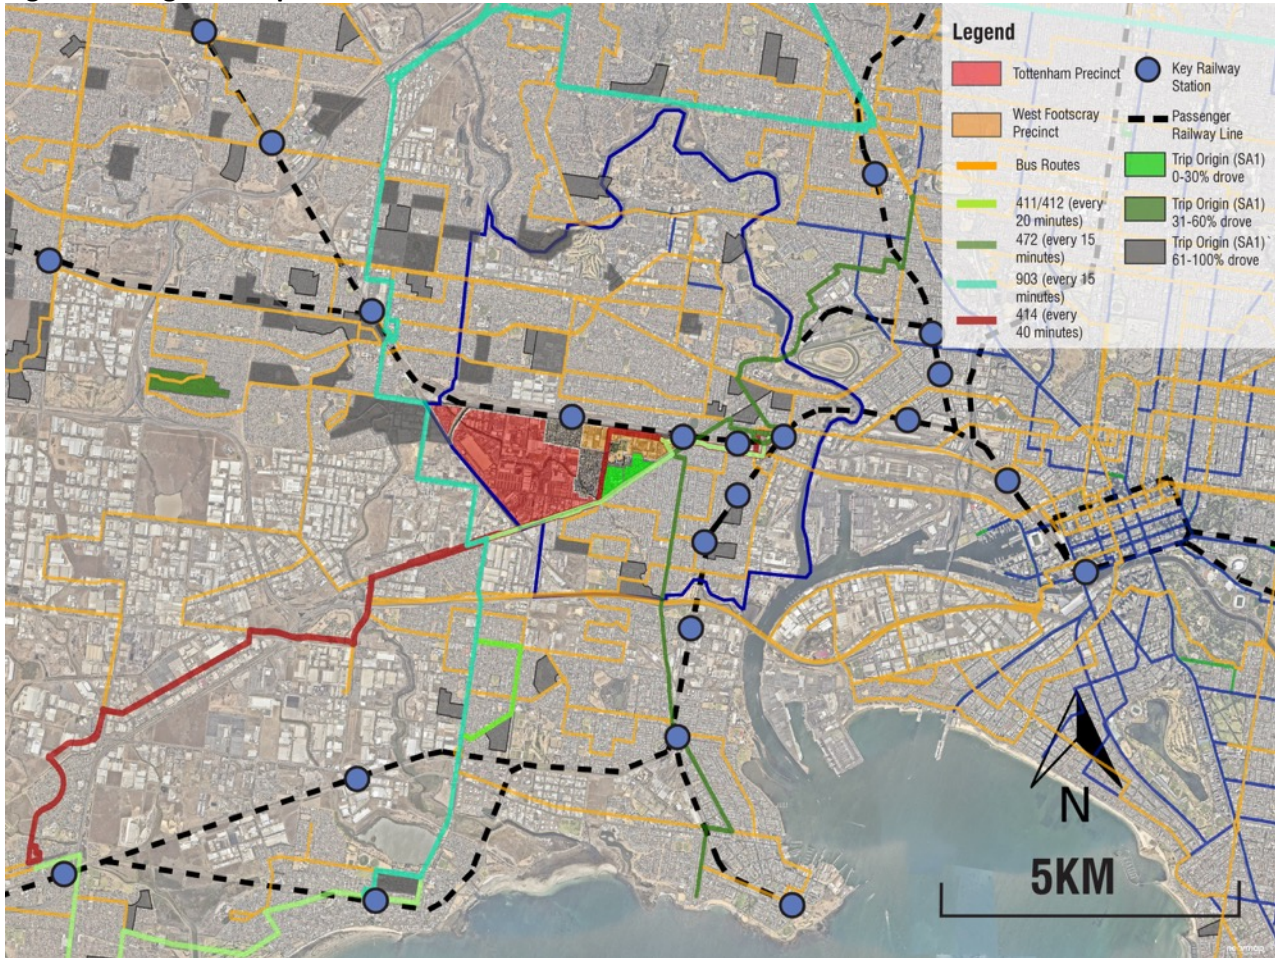 Legend
Tottenham Precinct
West Footscray
Precinct
Bus Routes
411/412 (every
20 minutes)
472 (every 15
minutes)
903 (every 15
minutes)
414 (every
40 minutes)
Key Railway
Station
Passenger
Railway Line
Trip Origin (SA1)
0-30% drove
Trip Origin (SA1)
31-60% drove
Trip Origin (SA1)
61-100% drove
N
5KM
nearmap